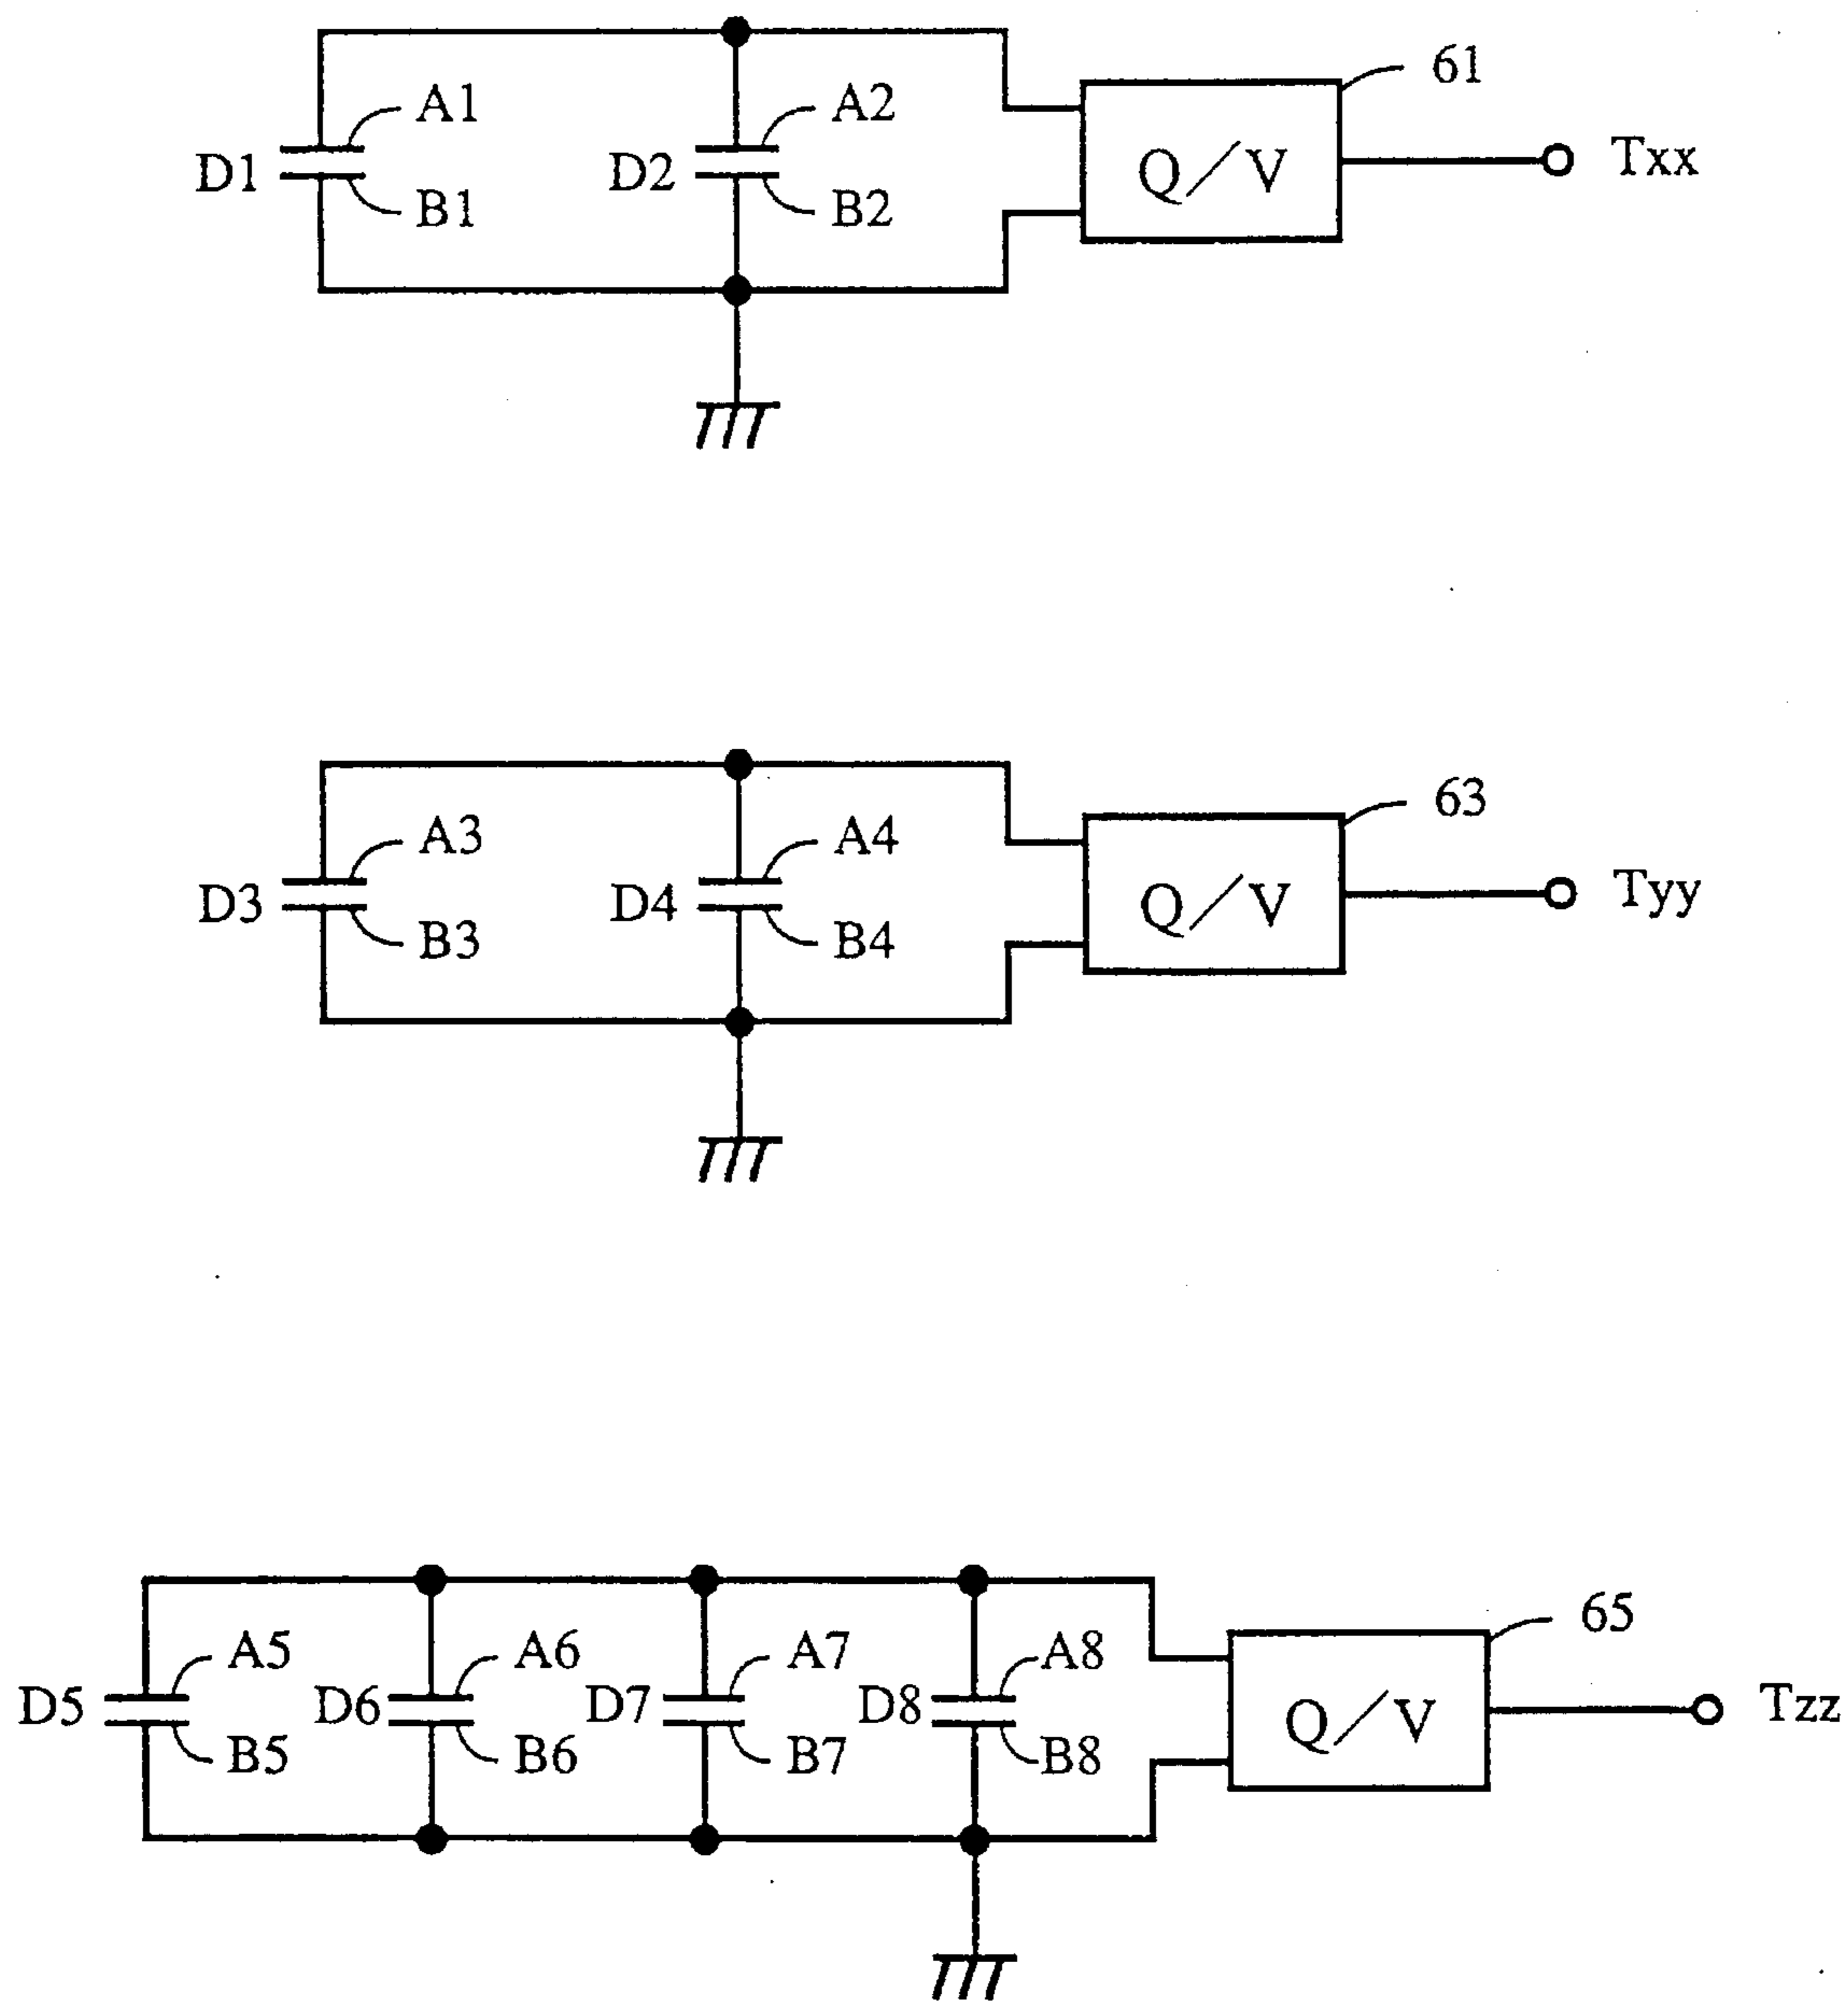 61
A1
A2
D1
D2
Q/V
Txx
B1
B2
63
A3
A4
D3
D4
Q/V
Tyy
B3
B4
65
A5
A6
A7
A8
D5
D6
D7
D8
Q/V
Tzz
B5
B6
B7
B8